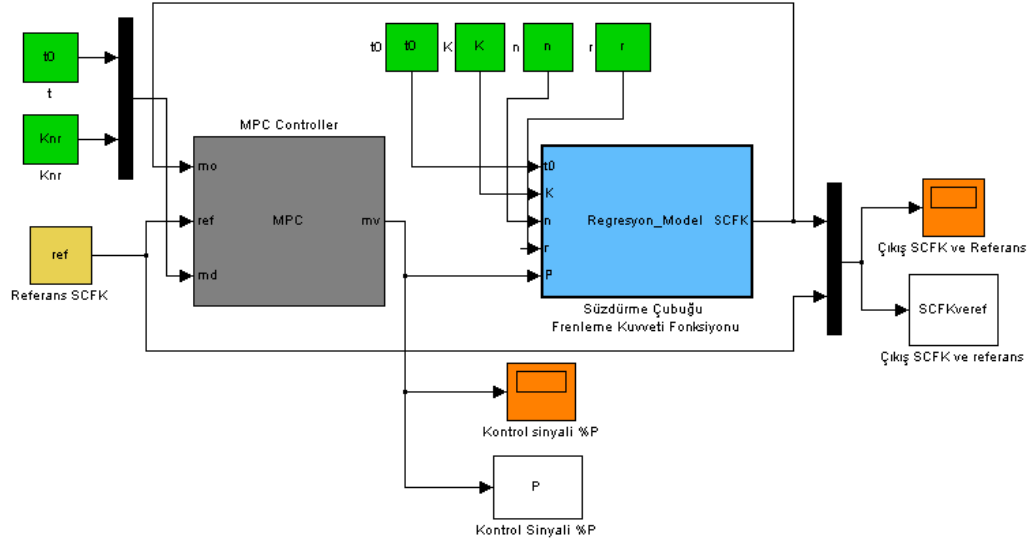 t0
t
Knr
Knr
ref
Referans SCFK
MPC Controller
mo
ref
md
MPC
mv
t0
t0
K
K
n
n
r
r
t0
K
n
r
P
Regresyon_Model
SCFK
Süzdürme Çubuğu
Frenleme Kuvveti Fonksiyonu
Çıkış SCFK ve Referans
SCFKveref
Çıkış SCFK ve referans
Kontrol sinyali %P
P
Kontrol Sinyali %P